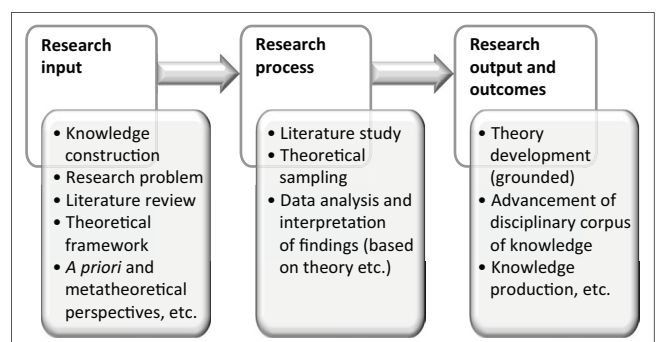 Research
input
• Knowledge
construction
• Research problem
• Literature review
• Theoretical
framework
• A priori and
metatheoretical
perspectives, etc.
Research
process
• Literature study
• Theoretical
sampling
• Data analysis and
interpretation
of findings (based
on theory etc.)
Research
output and
outcomes
• Theory
development
(grounded)
• Advancement of
disciplinary corpus
of knowledge
• Knowledge
production, etc.